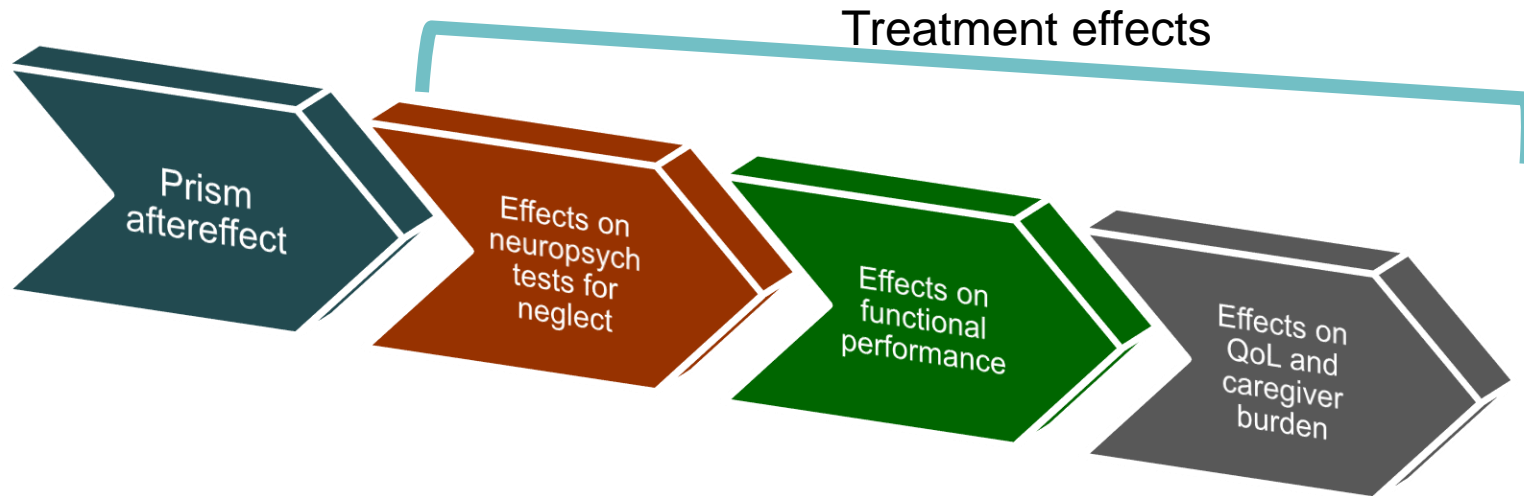 Treatment effects
Prism
aftereffect
Effects on
neuropsych
tests for
neglect
Effects on
functional
performance
Effects on
QoL and
caregiver
burden